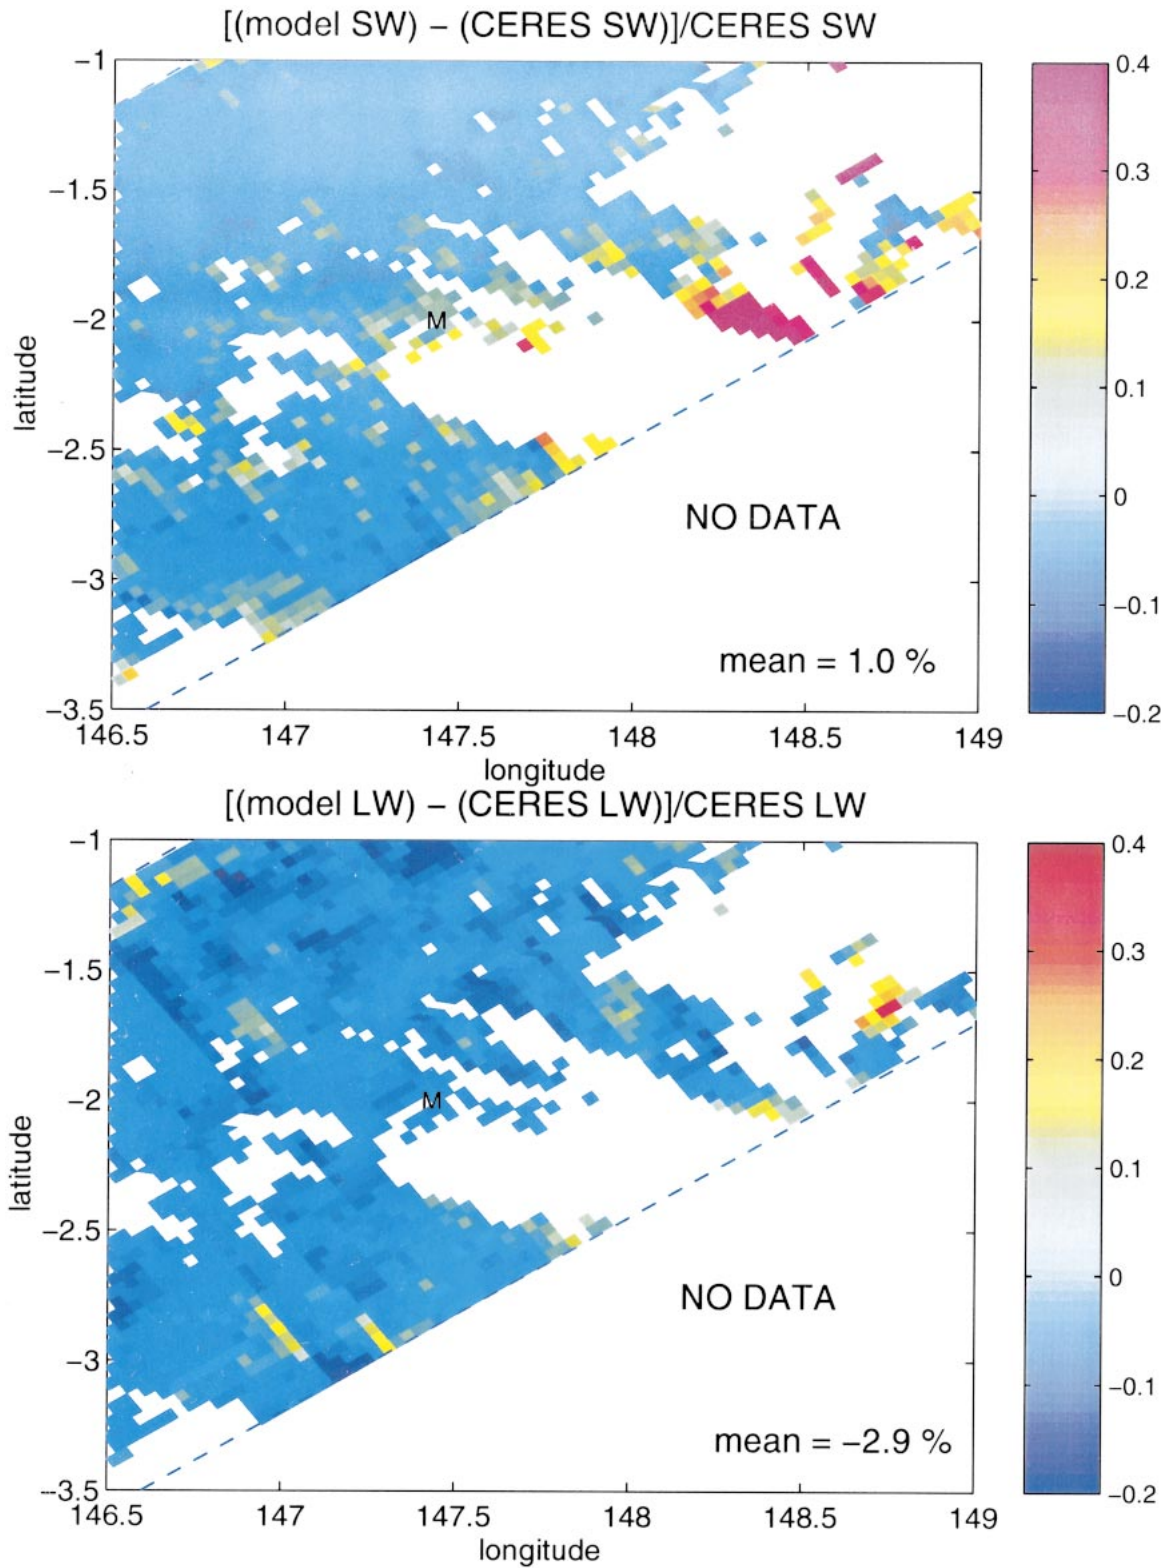 [(model SW) − (CERES SW)]/CERES SW
−1
−1.5
−2
−2.5
−3
−3.5
latitude
M
NO DATA
mean = 1.0 %
146.5 147 147.5 148 148.5 149
longitude
0.4
0.3
0.2
0.1
0
−0.1
−0.2
[(model LW) − (CERES LW)]/CERES LW
−1
−1.5
−2
−2.5
−3
−3.5
latitude
M
NO DATA
mean = −2.9 %
146.5 147 147.5 148 148.5 149
longitude
0.4
0.3
0.2
0.1
0
−0.1
−0.2